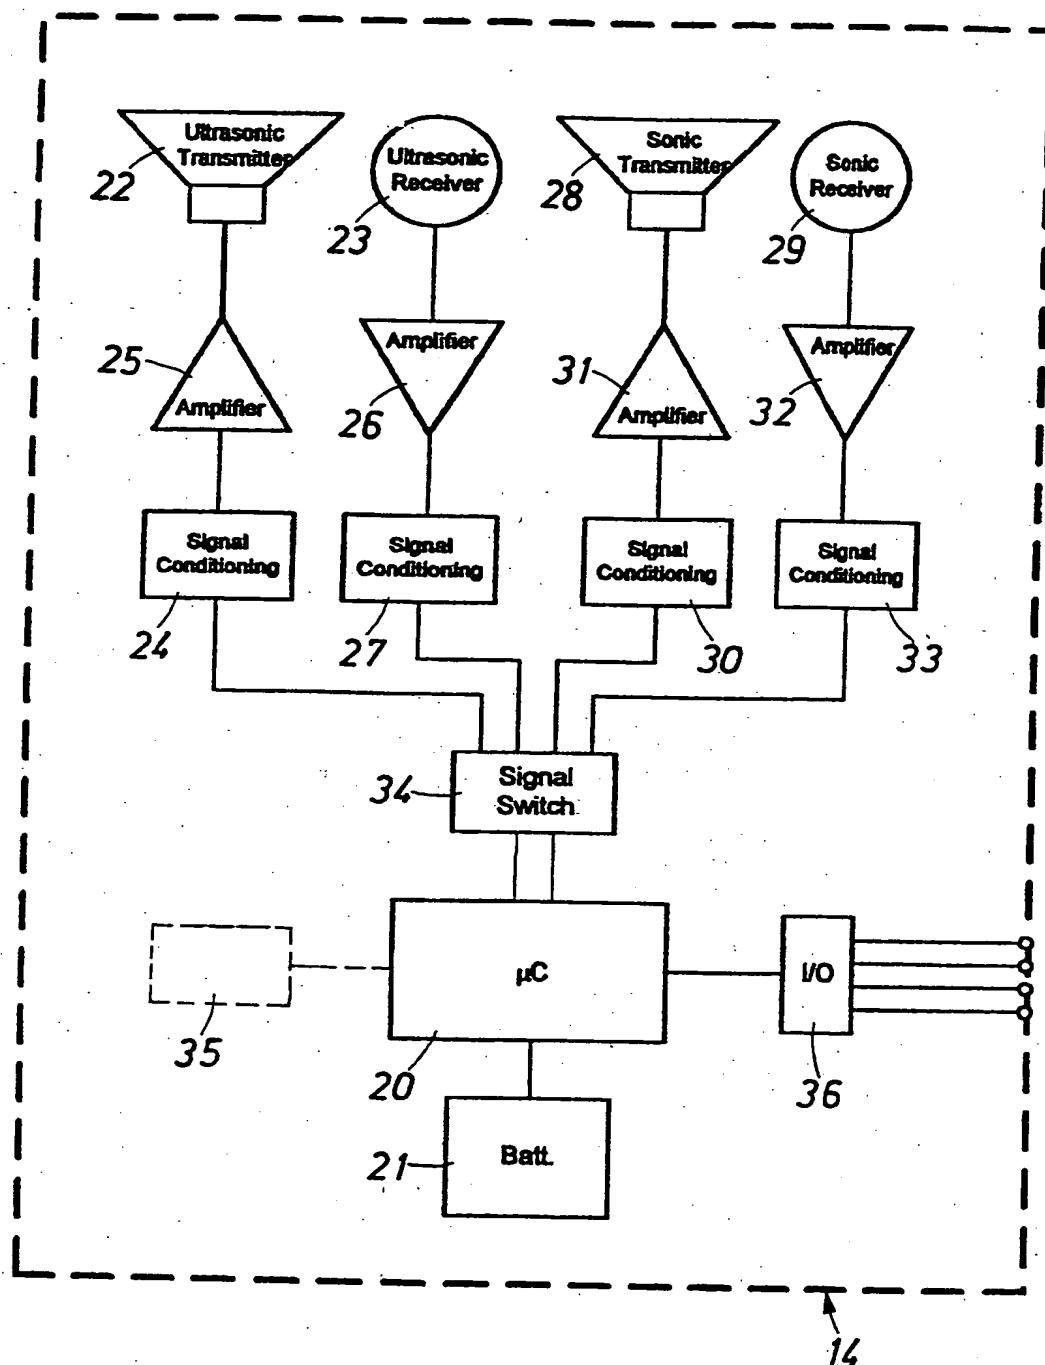 Ultrasonic
Transmitter
22
Ultrasonic
Receiver
23
Sonic
Transmitter
28
Sonic
Receiver
29
25
Amplifier
Amplifier
26
31
Amplifier
Amplifier
32
Signal
Conditioning
24
Signal
Conditioning
27
Signal
Conditioning
30
Signal
Conditioning
33
34
Signal
Switch
35
µC
20
I/O
36
21
Batt.
14